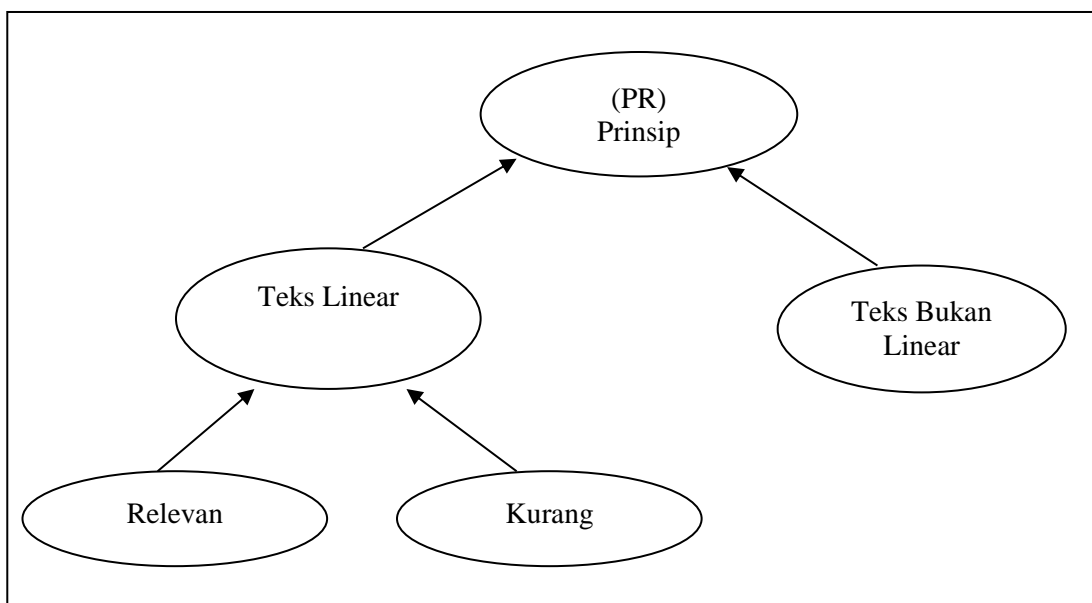 (PR)
Prinsip
Teks Linear
Teks Bukan
Linear
Relevan
Kurang